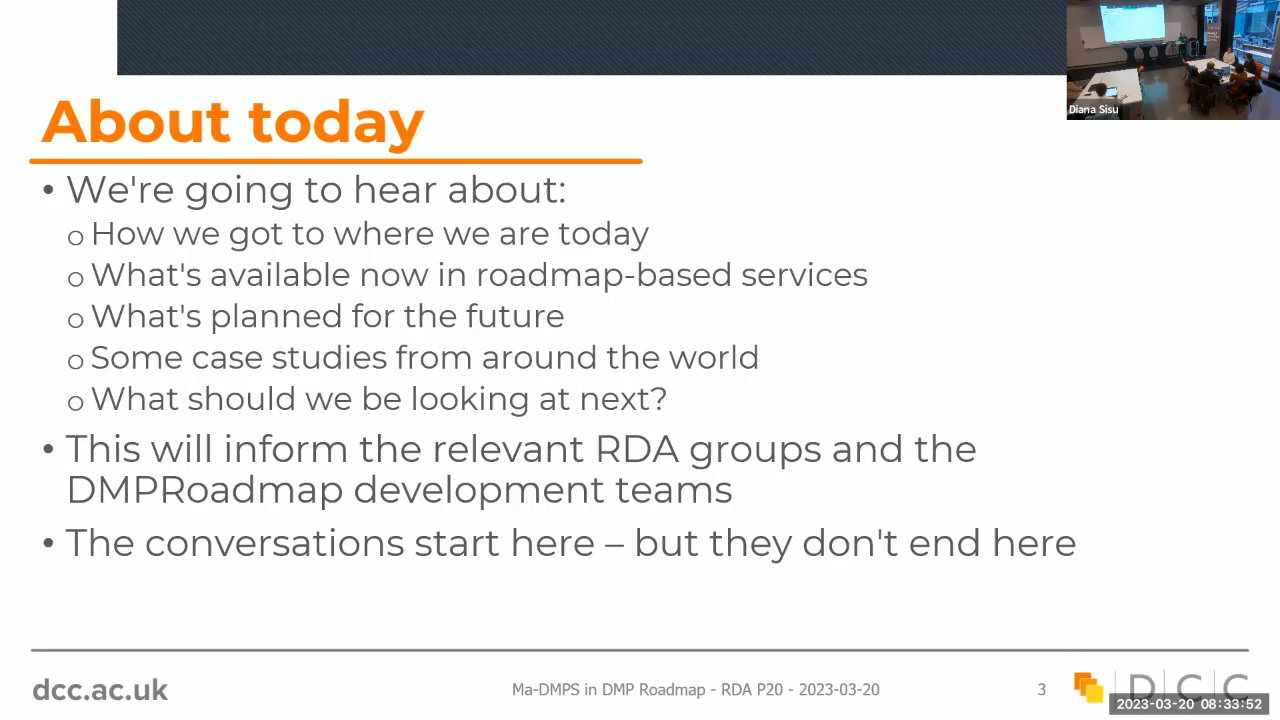 Diana Sisu
About today
• We're going to hear about:
o How we got to where we are today
o What's available now in roadmap-based services
o What's planned for the future
o Some case studies from around the world
o What should we be looking at next?
• This will inform the relevant RDA groups and the
DMPRoadmap development teams
• The conversations start here – but they don't end here
dcc.ac.uk
Ma-DMPS in DMP Roadmap - RDA P20 - 2023-03-20
3
DCC
2023-03-20 08:33:52